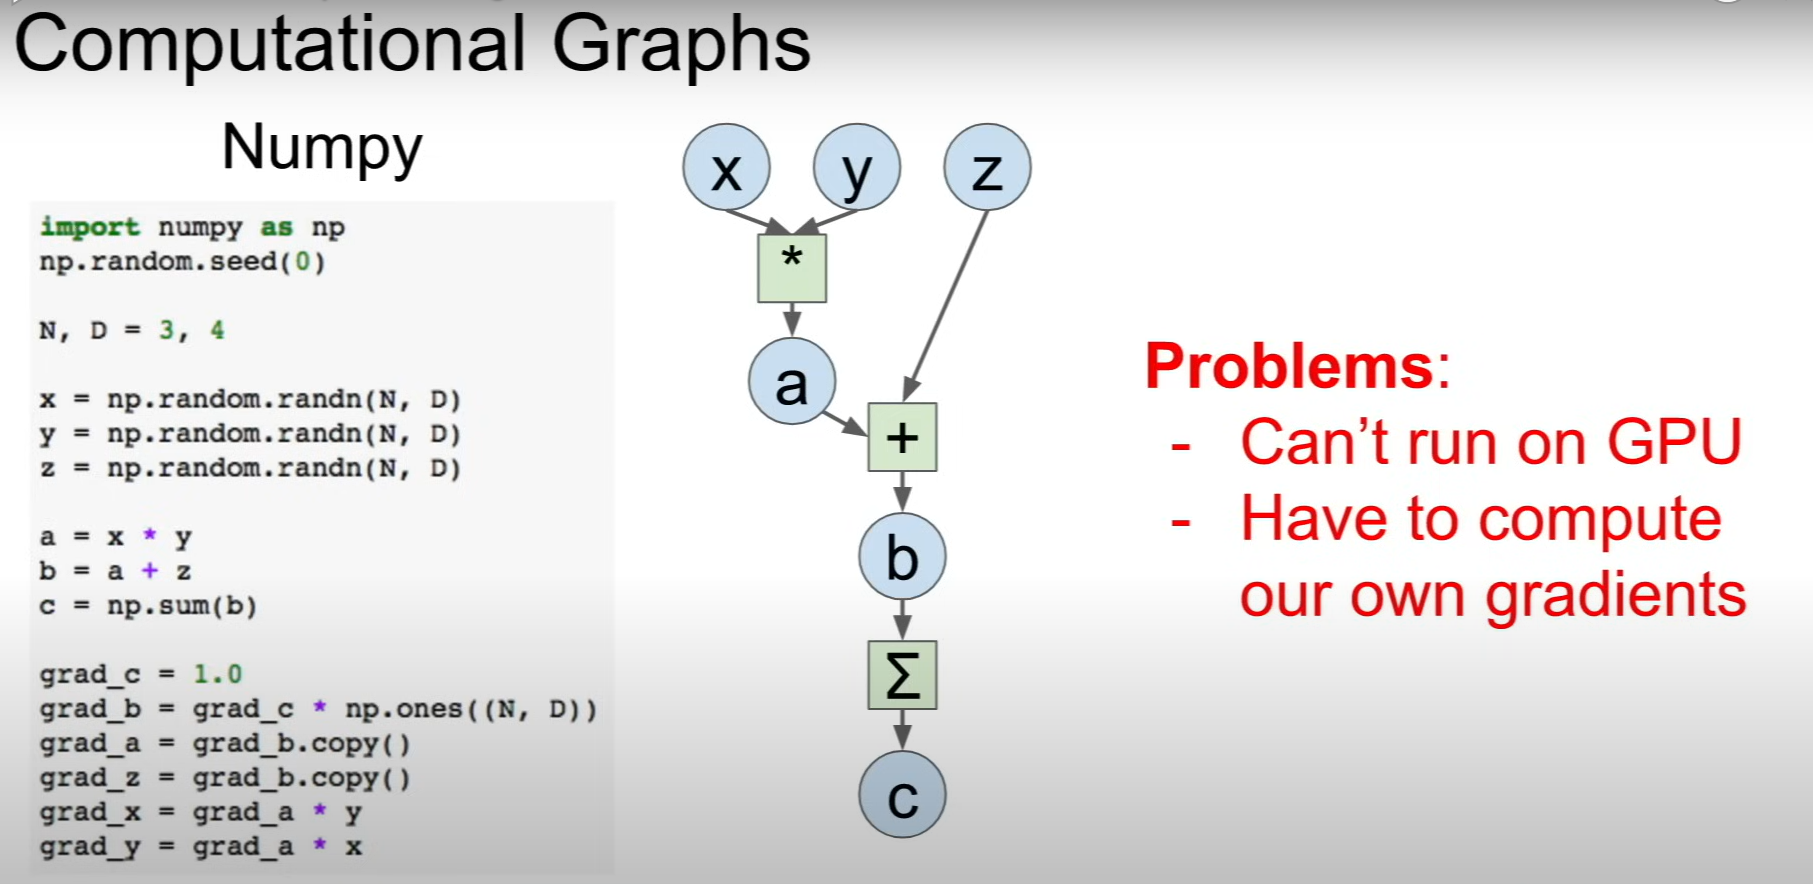 Computational Graphs
Numpy
import numpy as np
np.random.seed(0)
N, D = 3, 4
x = np.random.randn(N, D)
y = np.random.randn(N, D)
z = np.random.randn(N, D)
a = x * y
b = a + z
c = np.sum(b)
grad_c = 1.0
grad_b = grad_c * np.ones((N, D))
grad_a = grad_b.copy()
grad_z = grad_b.copy()
grad_x = grad_a * y
grad_y = grad_a * x
x y z
*
a
+
b
Σ
c
Problems:
- Can't run on GPU
- Have to compute
our own gradients